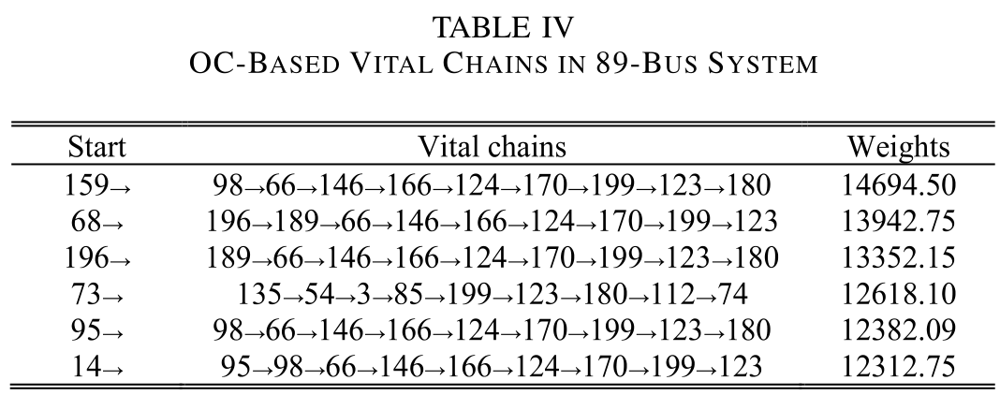 TABLE IV
OC-BASED VITAL CHAINS IN 89-BUS SYSTEM
Start Vital chains Weights
159→ 98→66→146→166→124→170→199→123→180 14694.50
68→ 196→189→66→146→166→124→170→199→123 13942.75
196→ 189→66→146→166→124→170→199→123→180 13352.15
73→ 135→54→3→85→199→123→180→112→74 12618.10
95→ 98→66→146→166→124→170→199→123→180 12382.09
14→ 95→98→66→146→166→124→170→199→123 12312.75